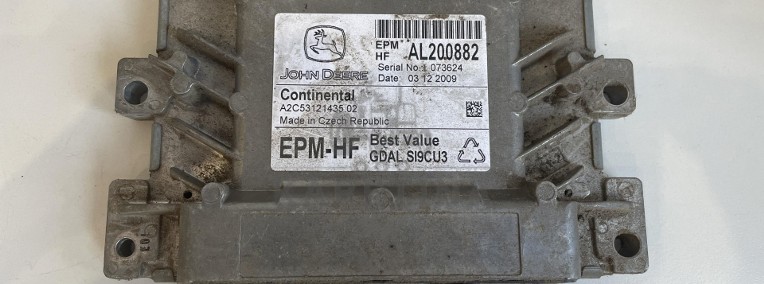 EPM
HF AL200882
JOHN DEERE
Serial No.: 073624
Date: 03 12 2009
Continental
A2C53121435 02
Made in Czech Republic
EPM-HF
Best Value
GDAL SI9CU3